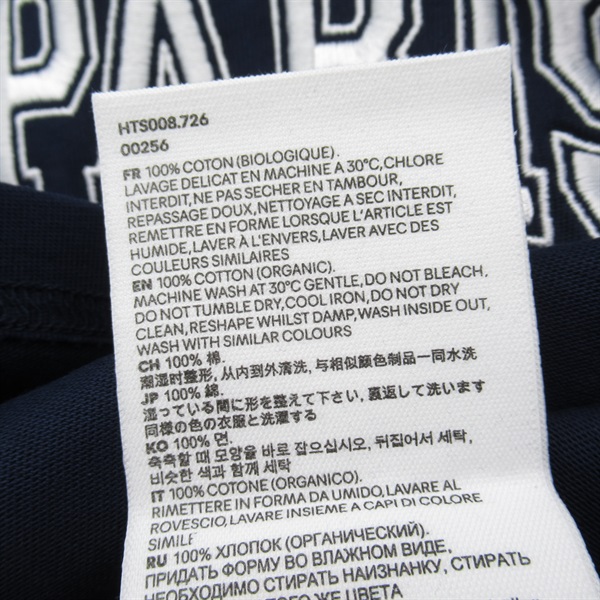 PARIS
HTS008.726
00256
FR 100% COTON (BIOLOGIQUE).
LAVAGE DELICAT EN MACHINE A 30°C,CHLORE
INTERDIT,NE PAS SECHER EN TAMBOUR,
REPASSAGE DOUX,NETTOYAGE A SEC INTERDIT,
REMETTRE EN FORME LORSQUE L'ARTICLE EST
HUMIDE,LAVER À L'ENVERS,LAVER AVEC DES
COULEURS SIMILAIRES
EN 100% COTTON (ORGANIC).
MACHINE WASH AT 30°C GENTLE,DO NOT BLEACH,
DO NOT TUMBLE DRY,COOL IRON,DO NOT DRY
CLEAN,RESHAPE WHILST DAMP,WASH INSIDE OUT,
WASH WITH SIMILAR COLOURS
CH 100% 棉.
潮湿时整形,从内到外清洗,与相似颜色制品一同水洗
JP 100% 綿.
湿っている間に形を整えて下さい,裏返して洗います
同様の色の衣服と洗濯する
KO 100% 면.
축축할 때 모양을 바로 잡으십시오, 뒤집어서 세탁,
비슷한 색과 함께 세탁
IT 100% COTONE (ORGANICO).
RIMETTERE IN FORMA DA UMIDO,LAVARE AL
ROVESCIO,LAVARE INSIEME A CAPI DI COLORE
SIMILE
RU 100% ХЛОПОК (ОРГАНИЧЕСКИЙ).
ПРИДАТЬ ФОРМУ ВО ВЛАЖНОМ ВИДЕ,
НЕОБХОДИМО СТИРАТЬ НАИЗНАНКУ, СТИРАТЬ
ТОГО ЖЕ ЦВЕТА